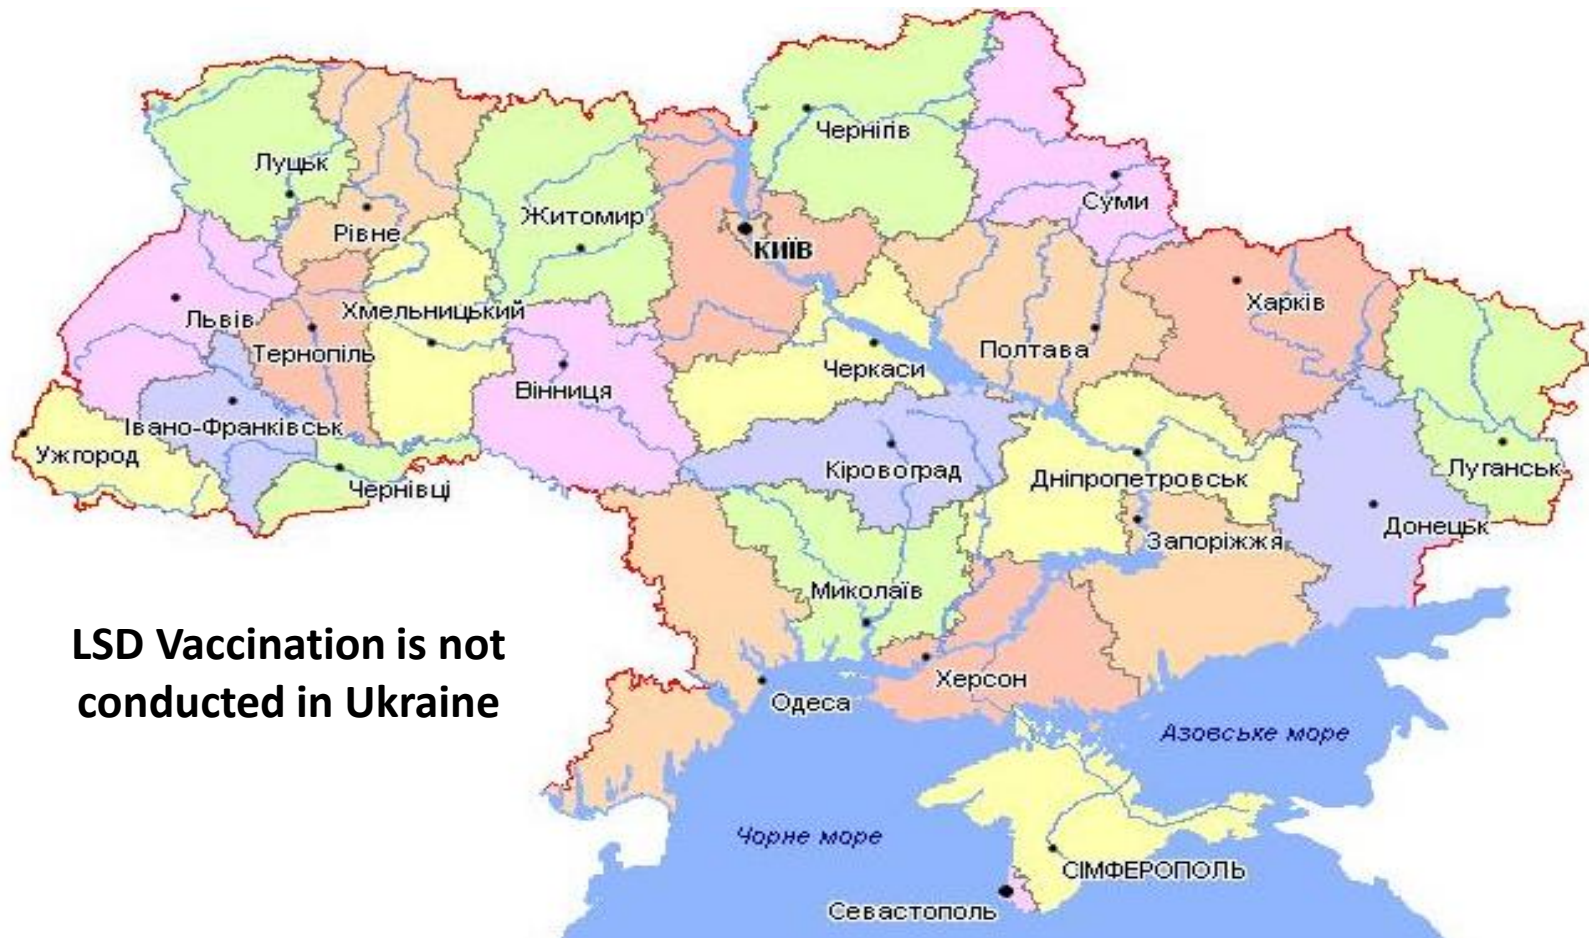 Чернігів
Луцьк
Суми
Рівне
Житомир
КИЇВ
Харків
Львів
Хмельницький
Тернопіль
Полтава
Черкаси
Вінниця
Івано-Франківськ
Ужгород
Чернівці
Кіровоград
Дніпропетровськ
Луганськ
Донецьк
Запоріжжя
Миколаїв
LSD Vaccination is not
conducted in Ukraine
Херсон
Одеса
Азовське море
Чорне море
СІМФЕРОПОЛЬ
Севастополь